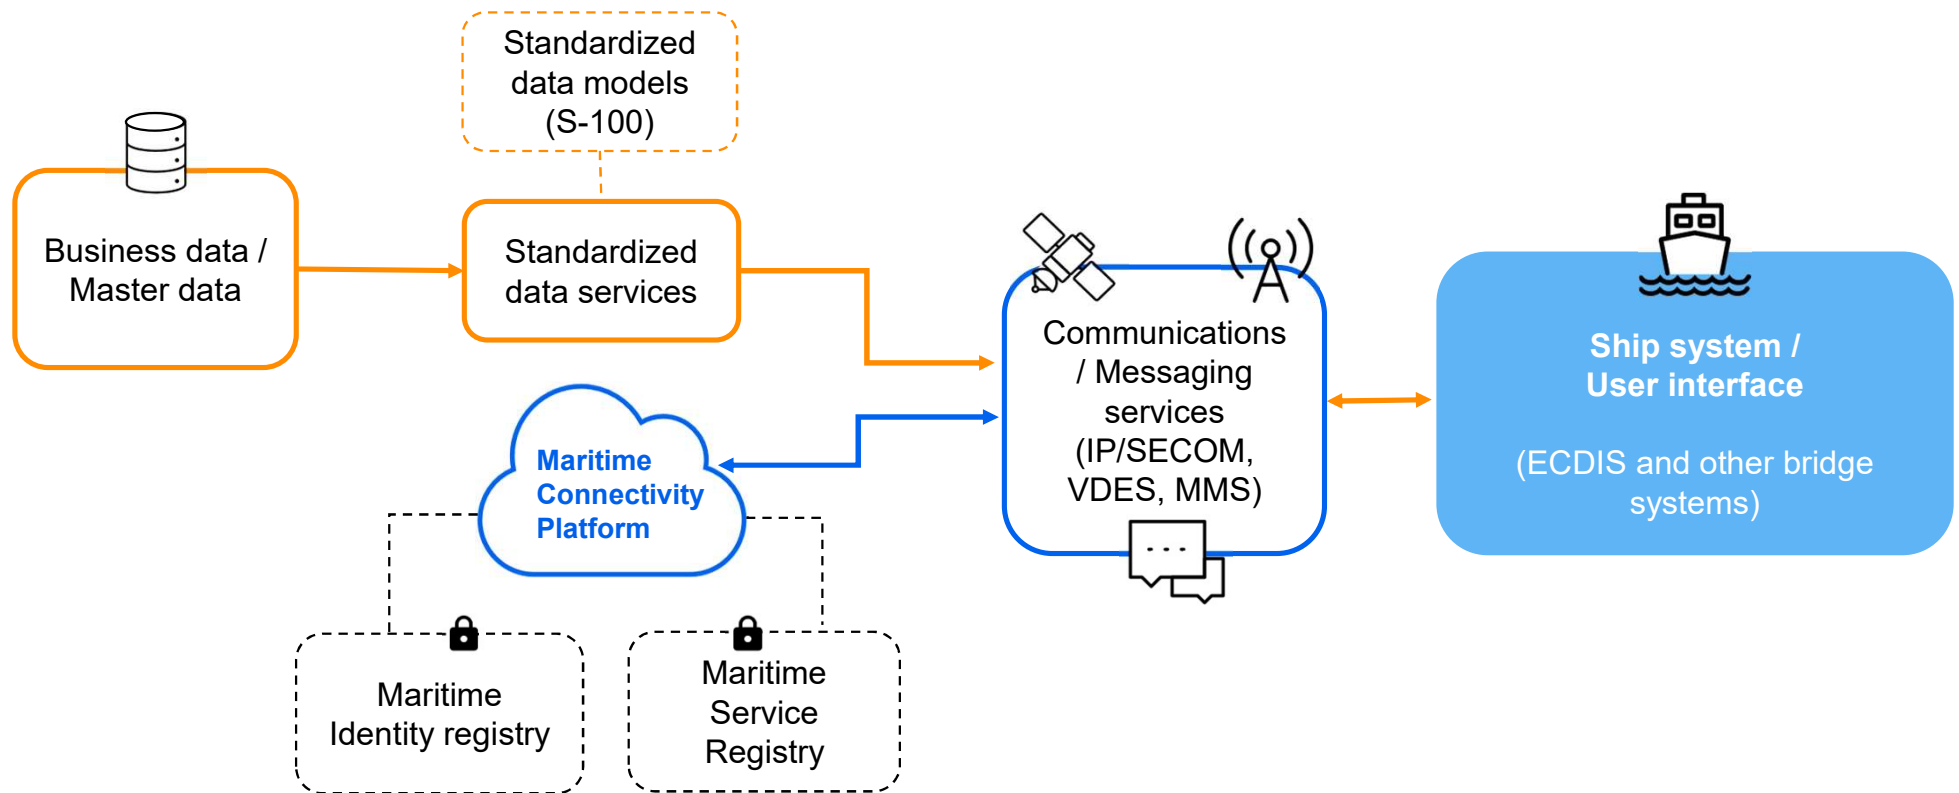 Standardized
data models
(S-100)
Business data /
Master data
Standardized
data services
Communications
/ Messaging
services
(IP/SECOM,
VDES, MMS)
Ship system /
User interface
(ECDIS and other bridge
systems)
Maritime
Connectivity
Platform
Maritime
Identity registry
Maritime
Service
Registry